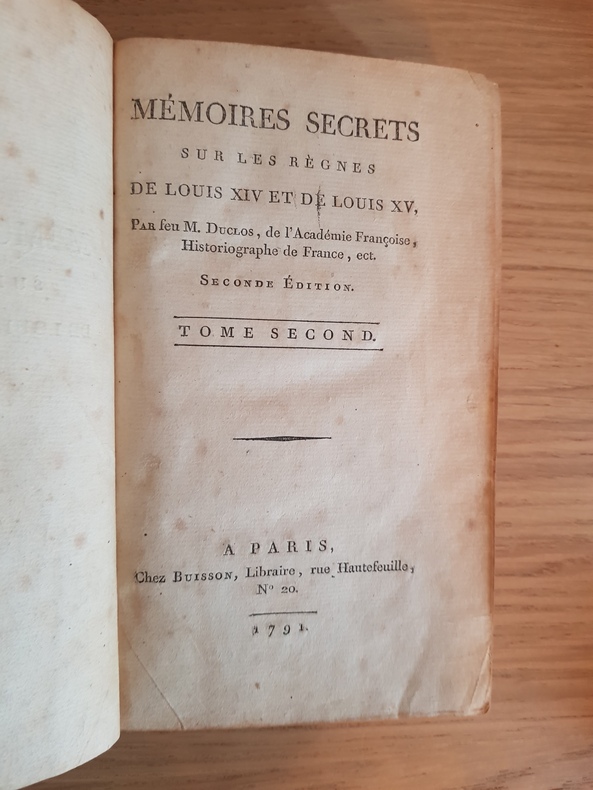 MÉMOIRES SECRETS
SUR LES RÈGNES
DE LOUIS XIV ET DE LOUIS XV,
PAR feu M. DUCLOS, de l'Académie Françoise,
Historiographe de France, ect.
SECONDE ÉDITION.
TOME SECOND.
A PARIS,
Chez BUISSON, Libraire, rue Hautefeuille,
Nº 20.
1791.